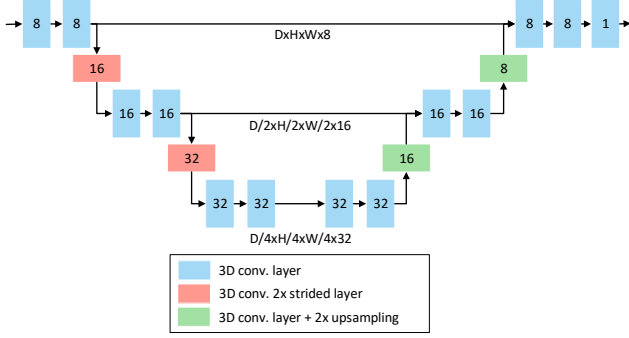 8 8 8 8 1
DxHxWx8
16 8
16 16 16 16
D/2xH/2xW/2x16
32 16
32 32 32 32
D/4xH/4xW/4x32
3D conv. layer
3D conv. 2x strided layer
3D conv. layer + 2x upsampling